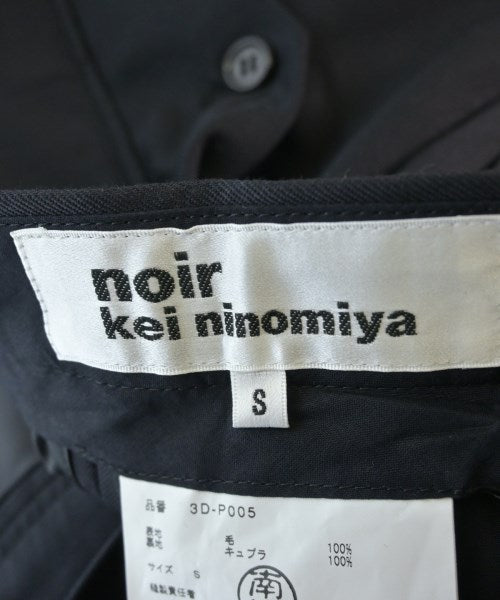 noir
kei ninomiya
S
品番 3D-P005
表地 毛 100%
裏地 キュプラ 100%
サイズ S
縫製責任者 南